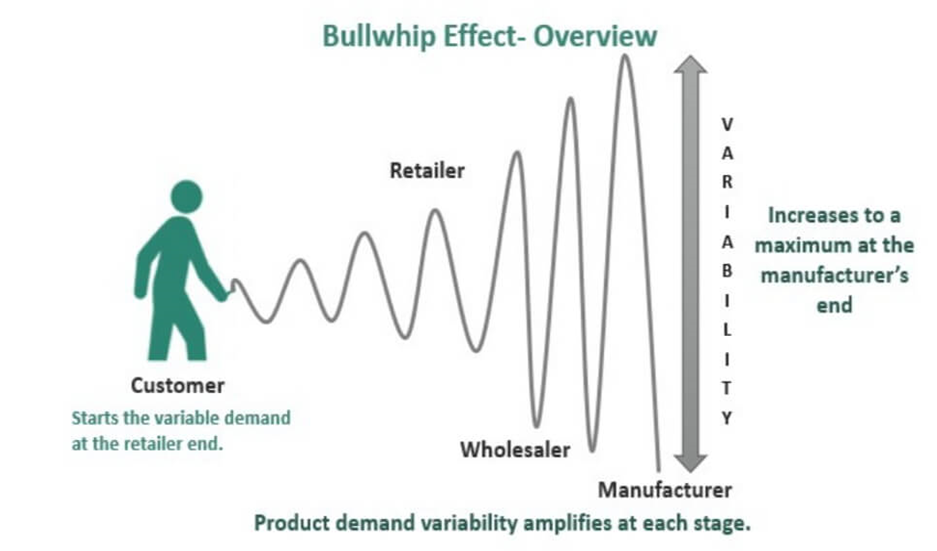 Bullwhip Effect- Overview
Retailer
VARIABILITY
Increases to a
maximum at the
manufacturer's
end
Customer
Starts the variable demand
at the retailer end.
Wholesaler
Manufacturer
Product demand variability amplifies at each stage.